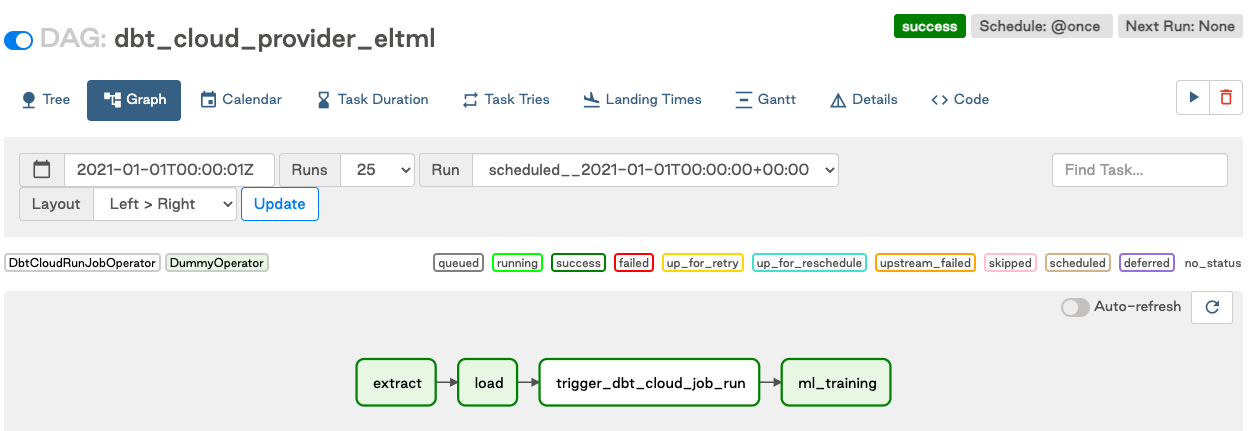 DAG: dbt_cloud_provider_eltml
success Schedule: @once Next Run: None
Tree Graph Calendar Task Duration Task Tries Landing Times Gantt Details Code
2021-01-01T00:00:01Z Runs 25 Run scheduled__2021-01-01T00:00:00+00:00 Find Task...
Layout Left > Right Update
DbtCloudRunJobOperator DummyOperator queued running success failed up_for_retry up_for_reschedule upstream_failed skipped scheduled deferred no_status
Auto-refresh
extract load trigger_dbt_cloud_job_run ml_training